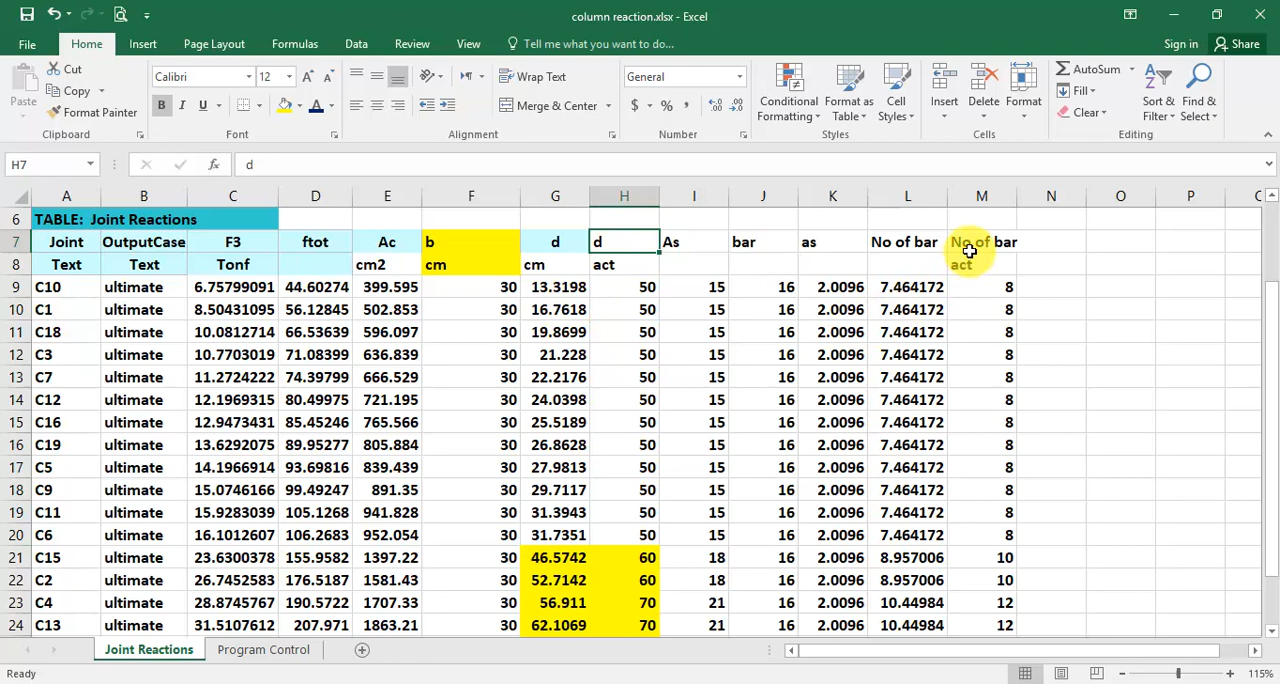 column reaction.xlsx - Excel
File Home Insert Page Layout Formulas Data Review View Tell me what you want to do... Sign in Share
Paste Cut Copy Format Painter Clipboard
Calibri 12 A A B I U A Font
Wrap Text Merge & Center Alignment
General $ % , Number
Conditional Formatting Format as Table Cell Styles Styles
Insert Delete Format Cells
AutoSum Fill Clear Sort & Filter Find & Select Editing
H7 fx d
A B C D E F G H I J K L M N O P Q
6 TABLE: Joint Reactions
7 Joint OutputCase F3 ftot Ac b d d As bar as No of bar No of bar
8 Text Text Tonf cm2 cm cm act act
9 C10 ultimate 6.75799091 44.60274 399.595 30 13.3198 50 15 16 2.0096 7.464172 8
10 C1 ultimate 8.50431095 56.12845 502.853 30 16.7618 50 15 16 2.0096 7.464172 8
11 C18 ultimate 10.0812714 66.53639 596.097 30 19.8699 50 15 16 2.0096 7.464172 8
12 C3 ultimate 10.7703019 71.08399 636.839 30 21.228 50 15 16 2.0096 7.464172 8
13 C7 ultimate 11.2724222 74.39799 666.529 30 22.2176 50 15 16 2.0096 7.464172 8
14 C12 ultimate 12.1969315 80.49975 721.195 30 24.0398 50 15 16 2.0096 7.464172 8
15 C16 ultimate 12.9473431 85.45246 765.566 30 25.5189 50 15 16 2.0096 7.464172 8
16 C19 ultimate 13.6292075 89.95277 805.884 30 26.8628 50 15 16 2.0096 7.464172 8
17 C5 ultimate 14.1966914 93.69816 839.439 30 27.9813 50 15 16 2.0096 7.464172 8
18 C9 ultimate 15.0746166 99.49247 891.35 30 29.7117 50 15 16 2.0096 7.464172 8
19 C11 ultimate 15.9283039 105.1268 941.828 30 31.3943 50 15 16 2.0096 7.464172 8
20 C6 ultimate 16.1012607 106.2683 952.054 30 31.7351 50 15 16 2.0096 7.464172 8
21 C15 ultimate 23.6300378 155.9582 1397.22 30 46.5742 60 18 16 2.0096 8.957006 10
22 C2 ultimate 26.7452583 176.5187 1581.43 30 52.7142 60 18 16 2.0096 8.957006 10
23 C4 ultimate 28.8745767 190.5722 1707.33 30 56.911 70 21 16 2.0096 10.44984 12
24 C13 ultimate 31.5107612 207.971 1863.21 30 62.1069 70 21 16 2.0096 10.44984 12
Joint Reactions Program Control
Ready 115%